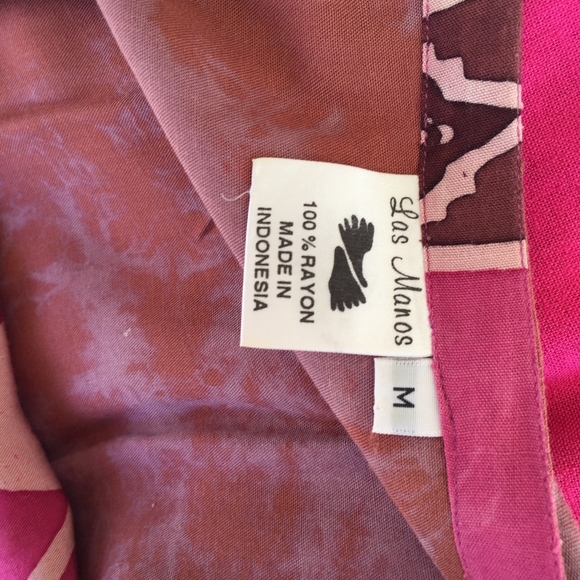 Las Manos
100 % RAYON
MADE IN
INDONESIA
M